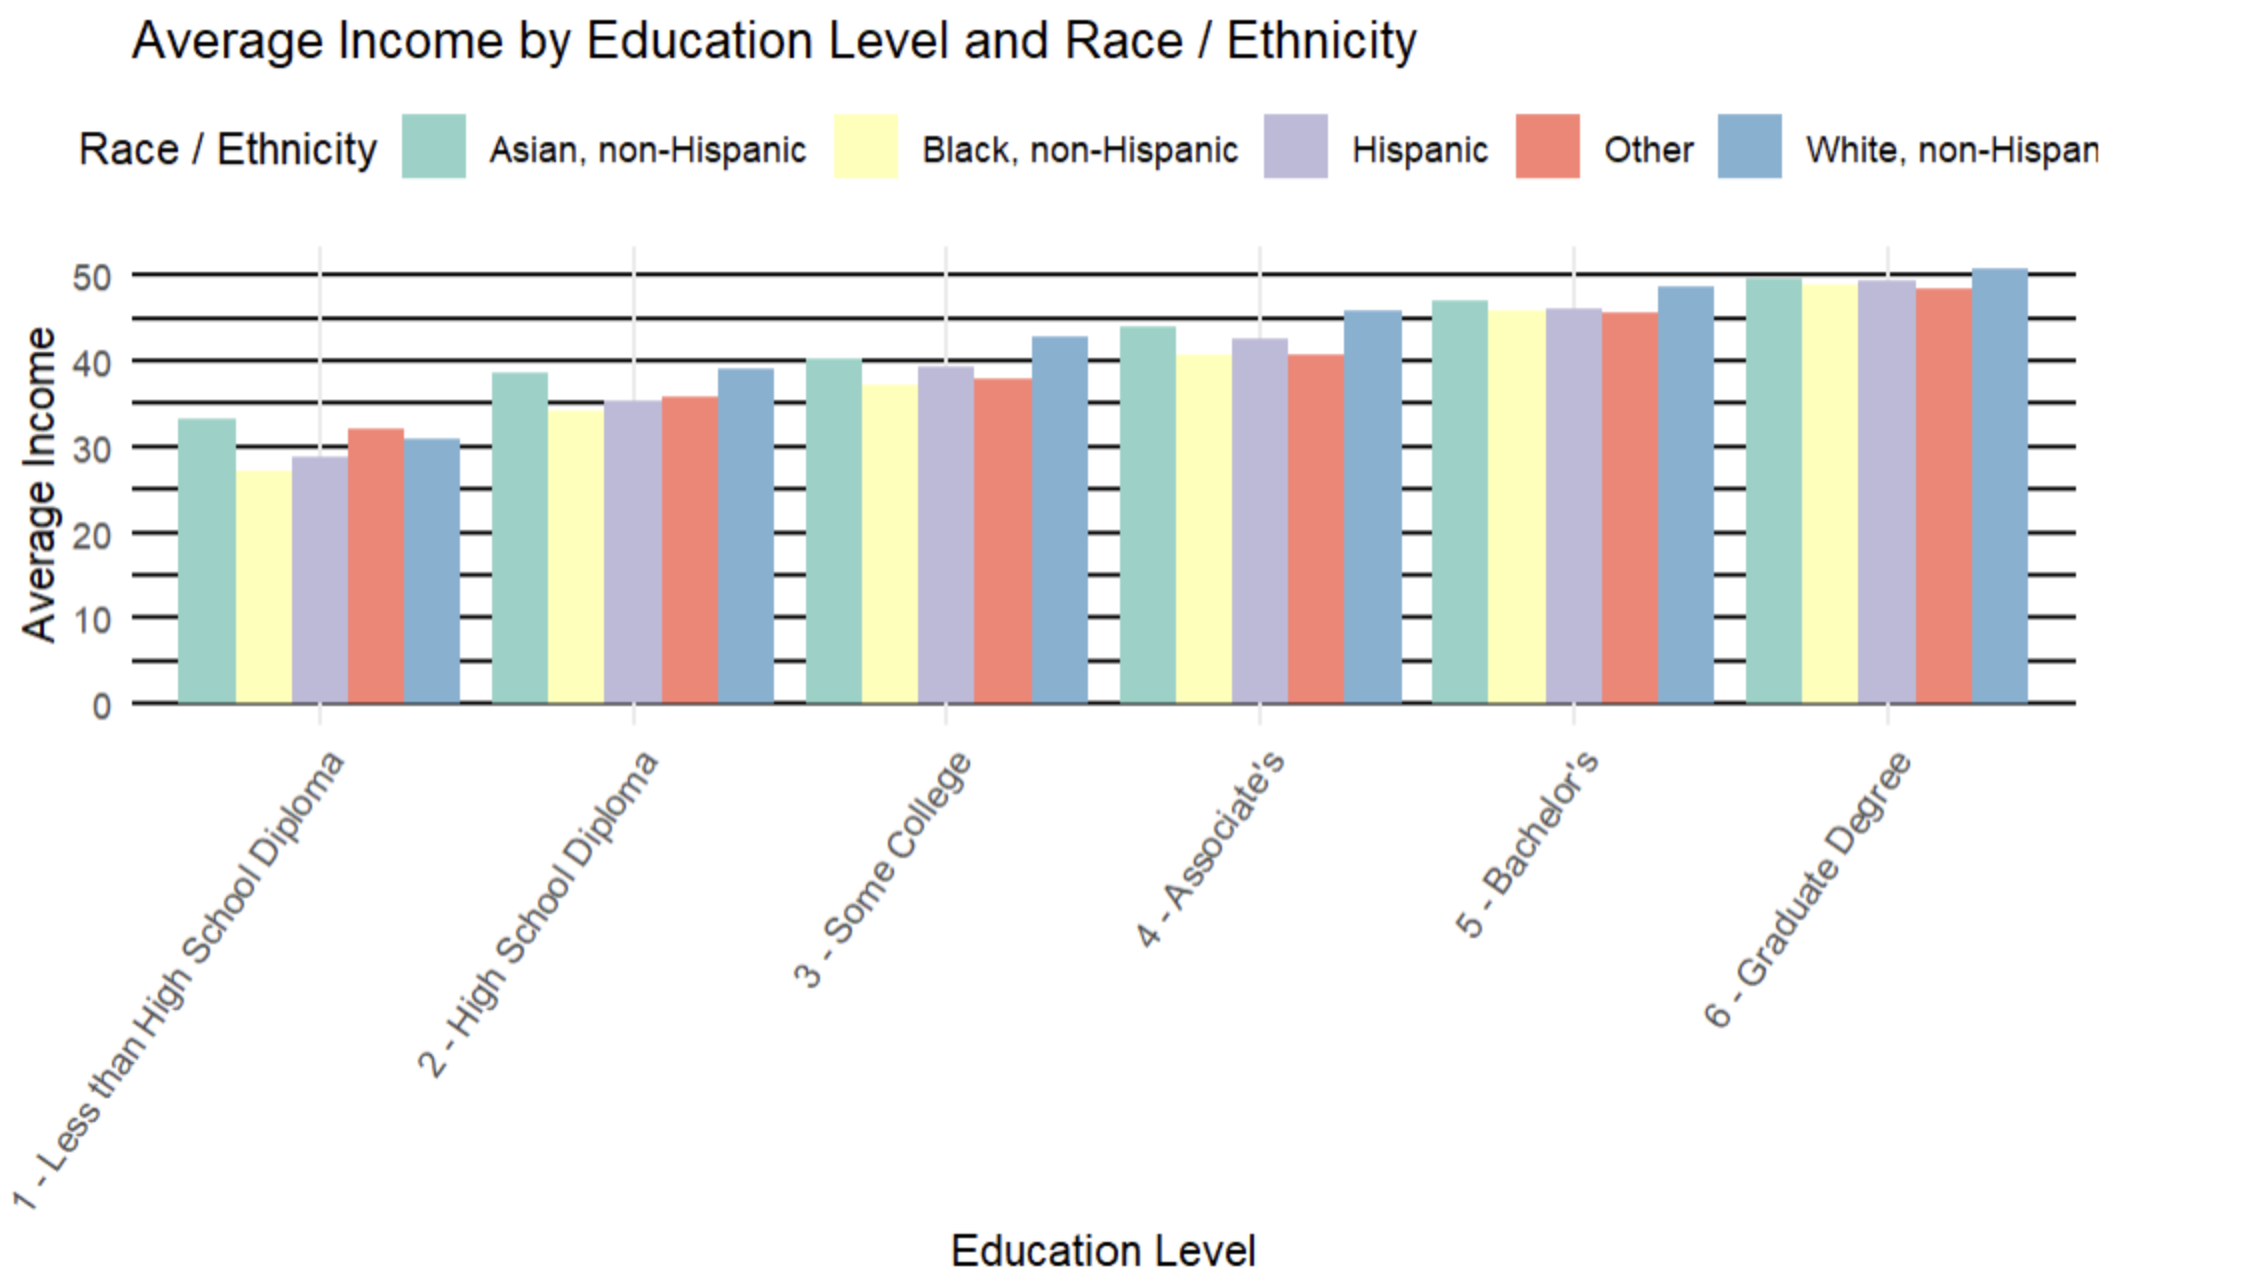 Average Income by Education Level and Race / Ethnicity
Race / Ethnicity Asian, non-Hispanic Black, non-Hispanic Hispanic Other White, non-Hispan
Average Income
50
40
30
20
10
0
1 - Less than High School Diploma
2 - High School Diploma
3 - Some College
4 - Associate's
5 - Bachelor's
6 - Graduate Degree
Education Level